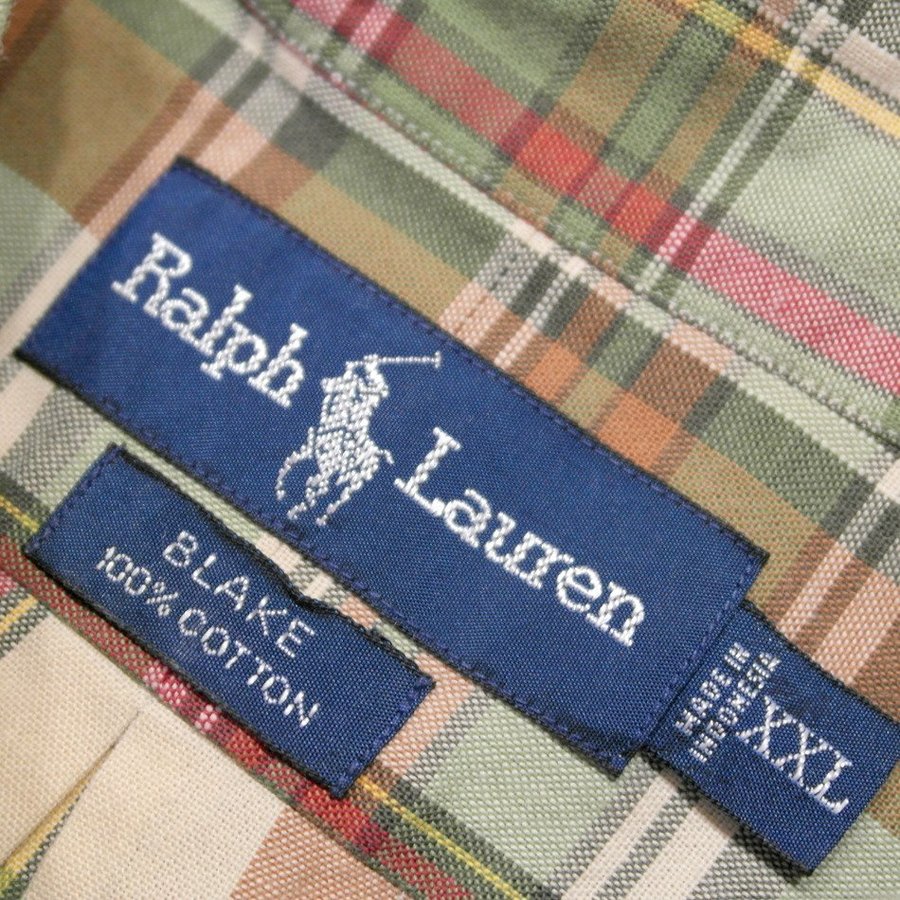 Ralph Lauren
BLAKE
100% COTTON
MADE IN
INDONESIA
XXL